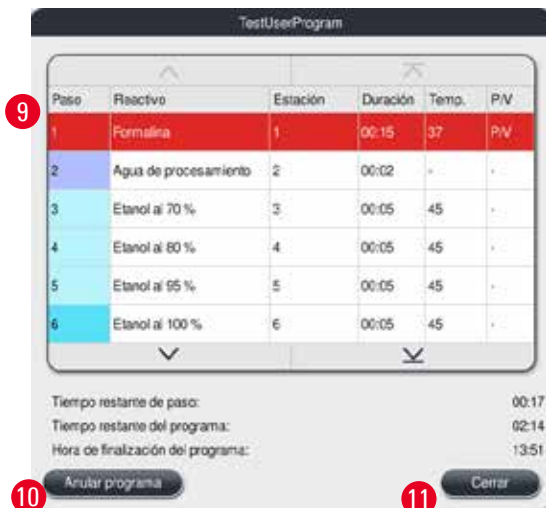 TestUserProgram
9
Paso Reactivo Estación Duración Temp. P/V
1 Formalina 1 00:15 37 P/V
2 Agua de procesamiento 2 00:02 - -
3 Etanol al 70 % 3 00:05 45 -
4 Etanol al 80 % 4 00:05 45 -
5 Etanol al 95 % 5 00:05 45 -
6 Etanol al 100 % 6 00:05 45 -
Tiempo restante de paso: 00:17
Tiempo restante del programa: 02:14
Hora de finalización del programa: 13:51
10 Anular programa 11 Cerrar